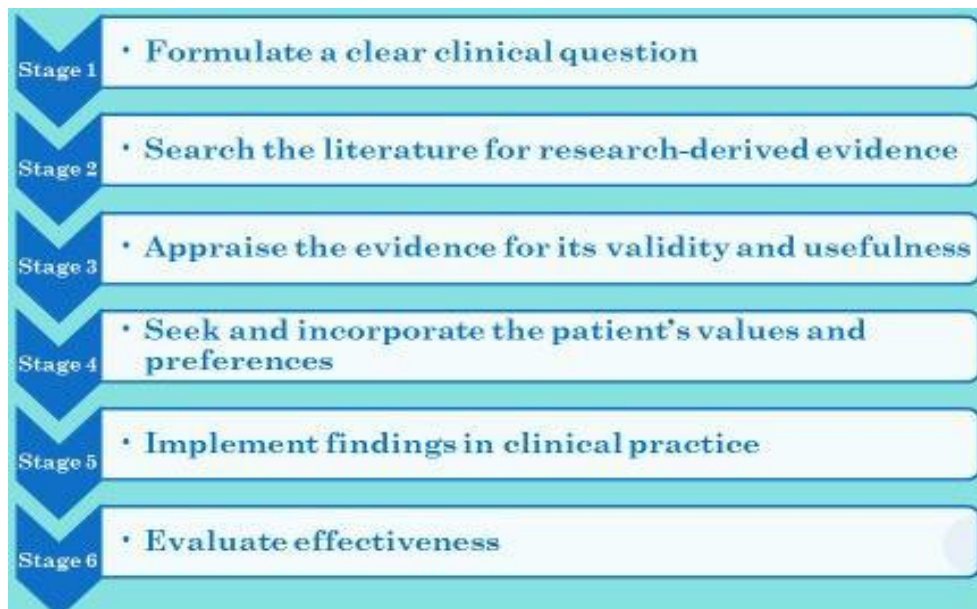 Stage 1
• Formulate a clear clinical question
Stage 2
• Search the literature for research-derived evidence
Stage 3
• Appraise the evidence for its validity and usefulness
Stage 4
• Seek and incorporate the patient's values and
preferences
Stage 5
• Implement findings in clinical practice
Stage 6
• Evaluate effectiveness